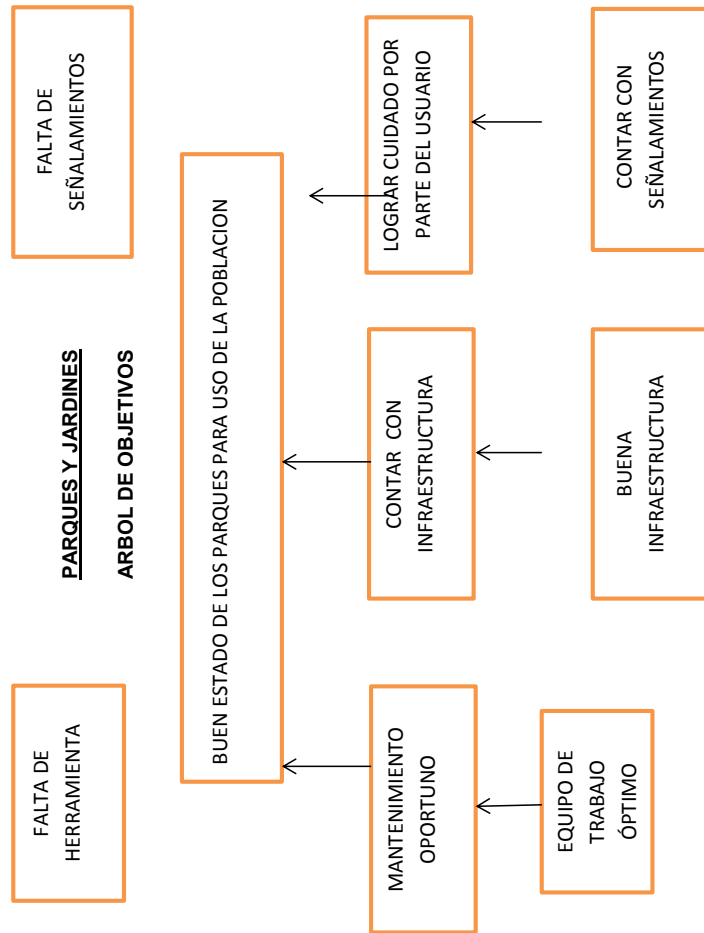 FALTA DE
HERRAMIENTA
FALTA DE
SEÑALAMIENTOS
PARQUES Y JARDINES
ARBOL DE OBJETIVOS
BUEN ESTADO DE LOS PARQUES PARA USO DE LA POBLACION
MANTENIMIENTO
OPORTUNO
CONTAR CON
INFRAESTRUCTURA
LOGRAR CUIDADO POR
PARTE DEL USUARIO
EQUIPO DE
TRABAJO
ÓPTIMO
BUENA
INFRAESTRUCTURA
CONTAR CON
SEÑALAMIENTOS